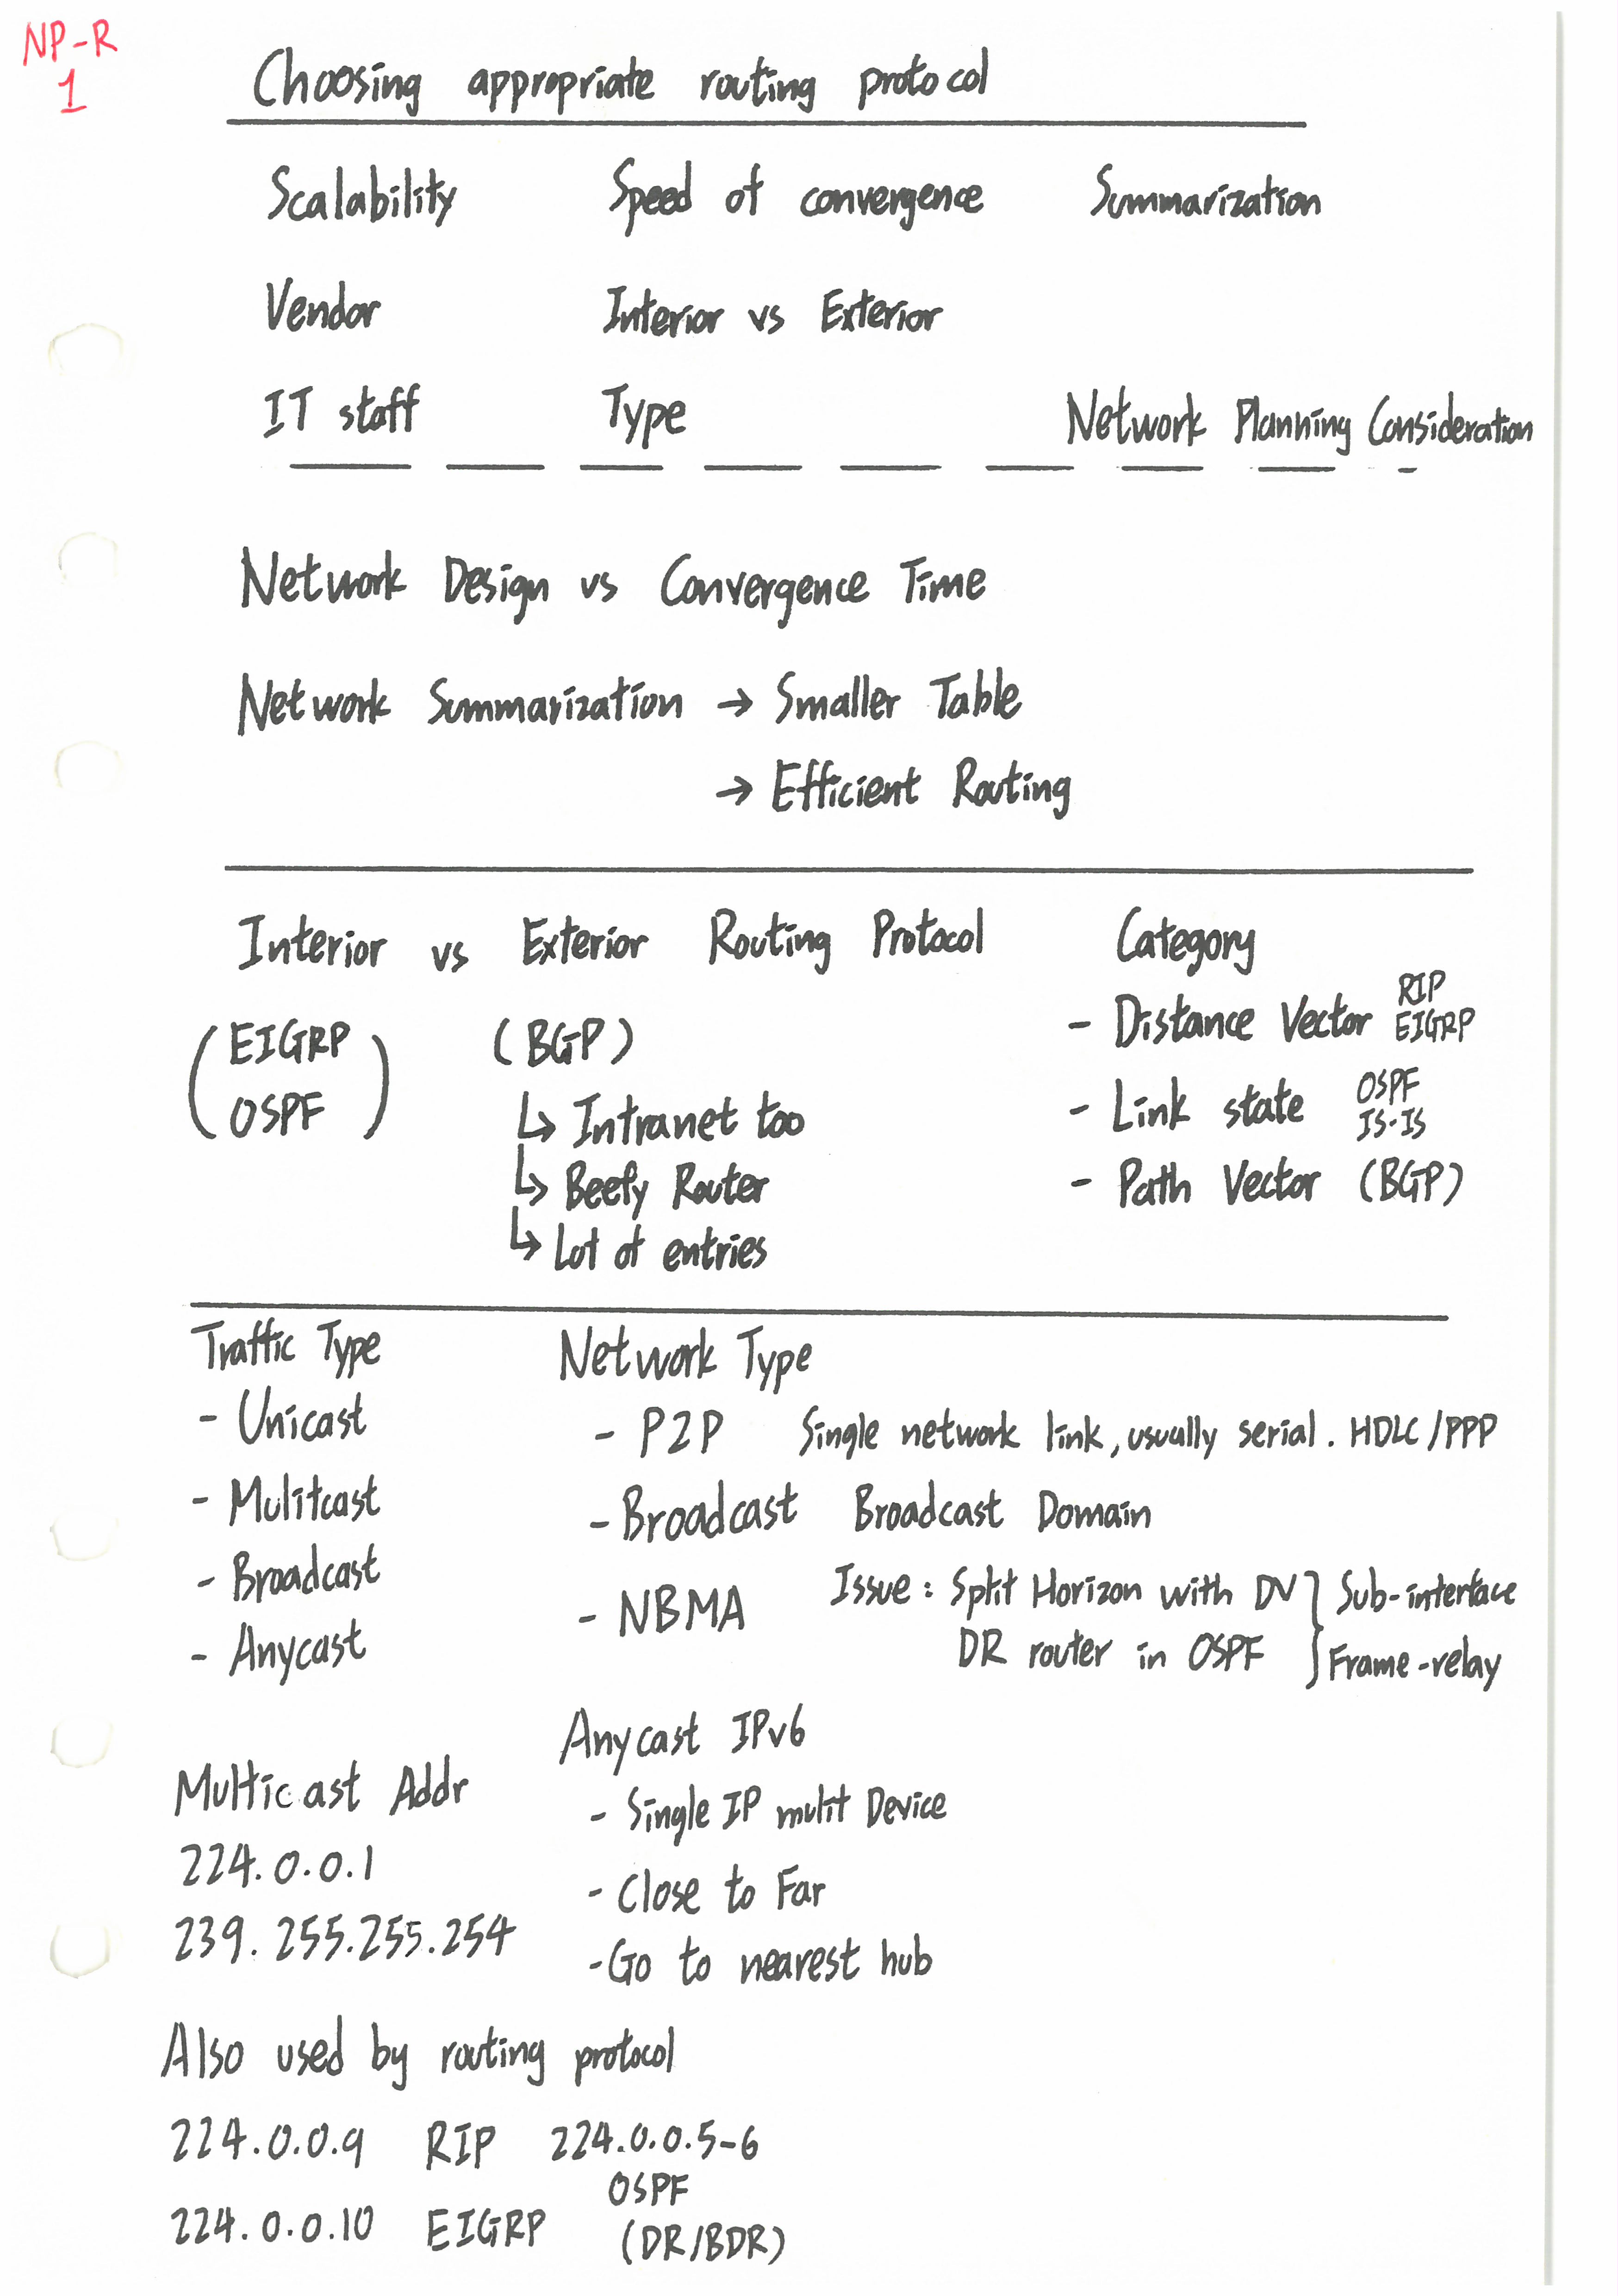 NP-R
1
Choosing appropriate routing protocol
Scalability Speed of convergence Summarization
Vendor Interior vs Exterior
IT staff Type Network Planning Consideration
Network Design vs Convergence Time
Network Summarization → Smaller Table
→ Efficient Routing
Interior vs Exterior Routing Protocol
(EIGRP
OSPF)
(BGP)
↳ Intranet too
↳ Beefy Router
↳ Lot of entries
Category
- Distance Vector RIP
EIGRP
- Link state OSPF
IS-IS
- Path Vector (BGP)
Traffic Type
- Unicast
- Mulitcast
- Broadcast
- Anycast
Network Type
- P2P Single network link, usually serial. HDLC/PPP
- Broadcast Broadcast Domain
- NBMA Issue: Split Horizon with DV } Sub-interface
DR router in OSPF } Frame-relay
Multicast Addr
224.0.0.1
239.255.255.254
Anycast IPv6
- Single IP mulit Device
- Close to Far
- Go to nearest hub
Also used by routing protocol
224.0.0.9 RIP 224.0.0.5-6
OSPF
224.0.0.10 EIGRP (DR/BDR)